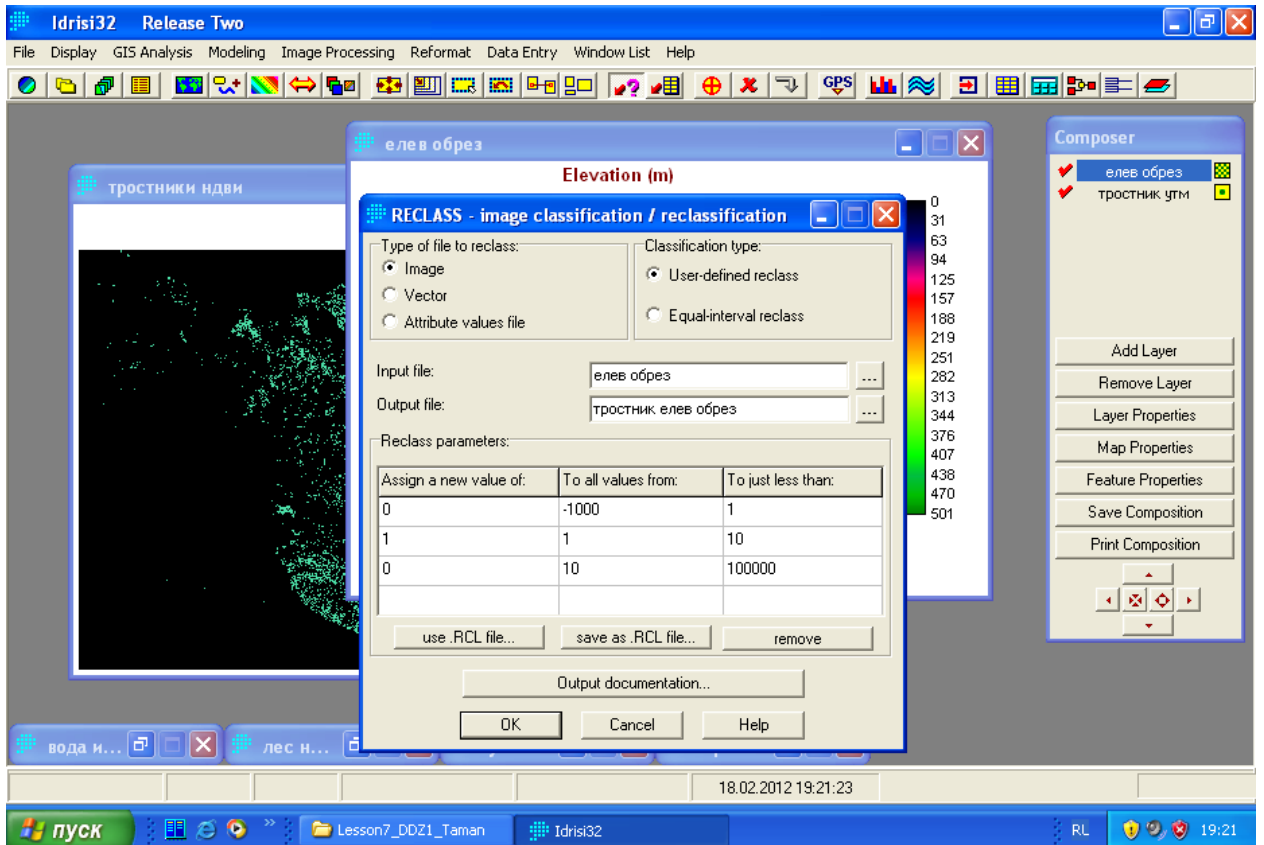 Idrisi32 Release Two
File Display GIS Analysis Modeling Image Processing Reformat Data Entry Window List Help
GPS
елев обрез
Elevation (m)
тростники ндви
0
31
63
94
125
157
188
219
251
282
313
344
376
407
438
470
501
RECLASS - image classification / reclassification
Type of file to reclass:
Image
Vector
Attribute values file
Classification type:
User-defined reclass
Equal-interval reclass
Input file:
елев обрез
...
Output file:
тростник елев обрез
...
Reclass parameters:
Assign a new value of: To all values from: To just less than:
0 -1000 1
1 1 10
0 10 100000
use .RCL file... save as .RCL file... remove
Output documentation...
OK Cancel Help
Composer
елев обрез
тростник утм
Add Layer
Remove Layer
Layer Properties
Map Properties
Feature Properties
Save Composition
Print Composition
вода и... лес н...
18.02.2012 19:21:23
пуск » Lesson7_DDZ1_Taman Idrisi32 RL 19:21